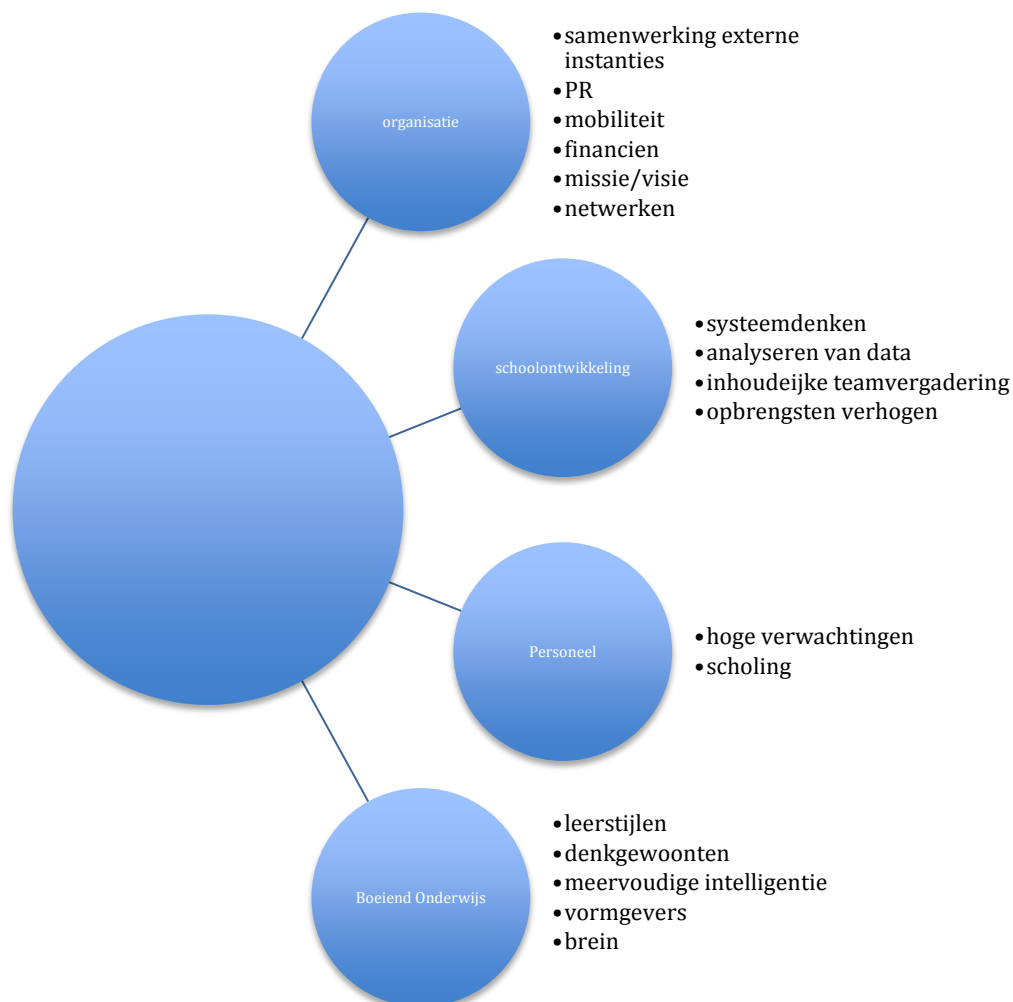 organisatie
•samenwerking externe
instanties
•PR
•mobiliteit
•financien
•missie/visie
•netwerken
schoolontwikkeling
•systeemdenken
•analyseren van data
•inhoudeijke teamvergadering
•opbrengsten verhogen
Personeel
•hoge verwachtingen
•scholing
Boeiend Onderwijs
•leerstijlen
•denkgewoonten
•meervoudige intelligentie
•vormgevers
•brein